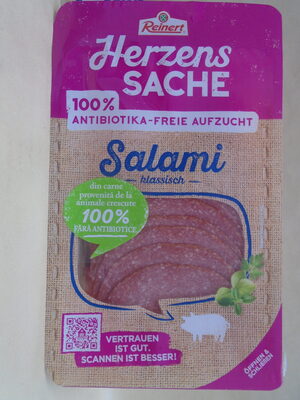 Reinert
Herzens
SACHE
100%
ANTIBIOTIKA-FREIE AUFZUCHT
Salami
klassisch
din carne
provenită de la
animale crescute
100%
FĂRĂ ANTIBIOTICE
VERTRAUEN
IST GUT.
SCANNEN IST BESSER!
ÖFFNEN &
SCHLIEßEN